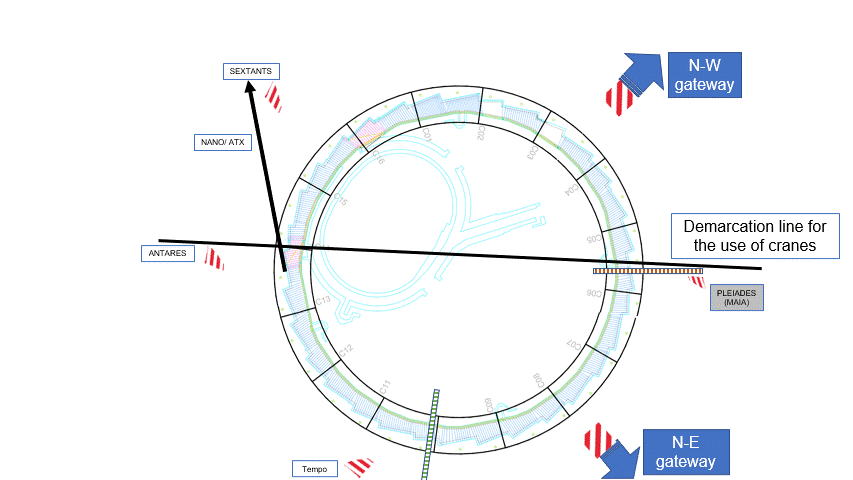 SEXTANTS
N-W
gateway
NANO/ ATX
C01
C02
C03
C16
C04
C15
Demarcation line for
the use of cranes
C05
ANTARES
PLEIADES
(MAIA)
C06
C13
C07
C12
C08
C11
C09
N-E
gateway
Tempo